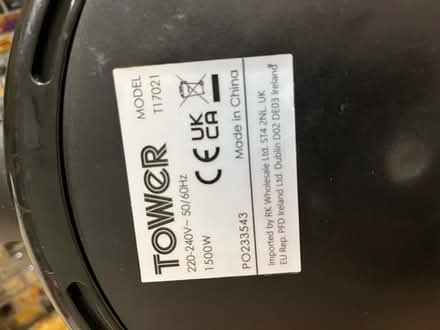 TOWER
MODEL
T17021
220-240V~ 50/60Hz
1500W
CE UK CA
PO233543
Made in China
Imported by RK Wholesale Ltd. ST4 2NL. UK
EU Rep. PFD Ireland Ltd. Dublin D02 DE03 Ireland